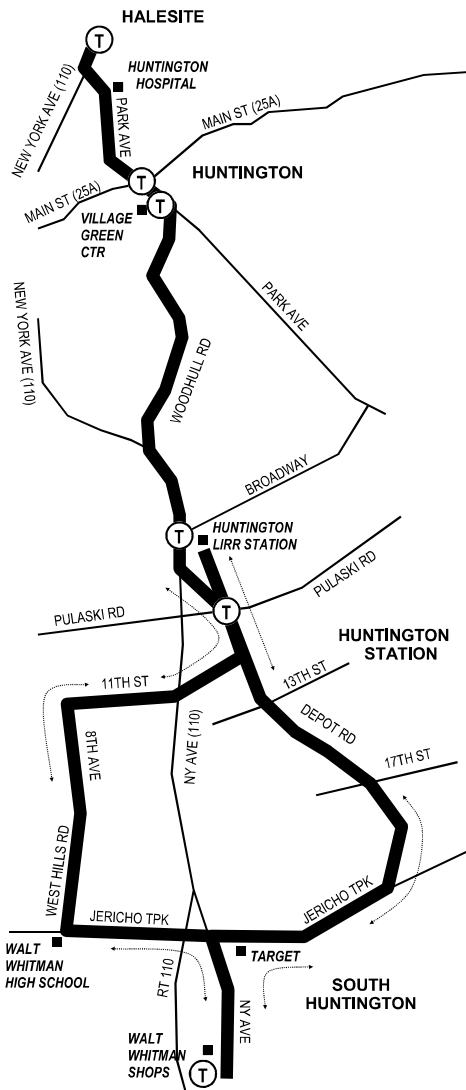 HALESITE
T
HUNTINGTON
HOSPITAL
NEW YORK AVE (110)
PARK AVE
MAIN ST (25A)
T
HUNTINGTON
MAIN ST (25A)
T
VILLAGE
GREEN
CTR
PARK AVE
NEW YORK AVE (110)
WOODHULL RD
BROADWAY
T
HUNTINGTON
LIRR STATION
PULASKI RD
PULASKI RD
T
HUNTINGTON
STATION
11TH ST
13TH ST
8TH AVE
NY AVE (110)
DEPOT RD
17TH ST
WEST HILLS RD
JERICHO TPK
JERICHO TPK
WALT
WHITMAN
HIGH SCHOOL
RT 110
TARGET
SOUTH
HUNTINGTON
NY AVE
WALT
WHITMAN
SHOPS
T